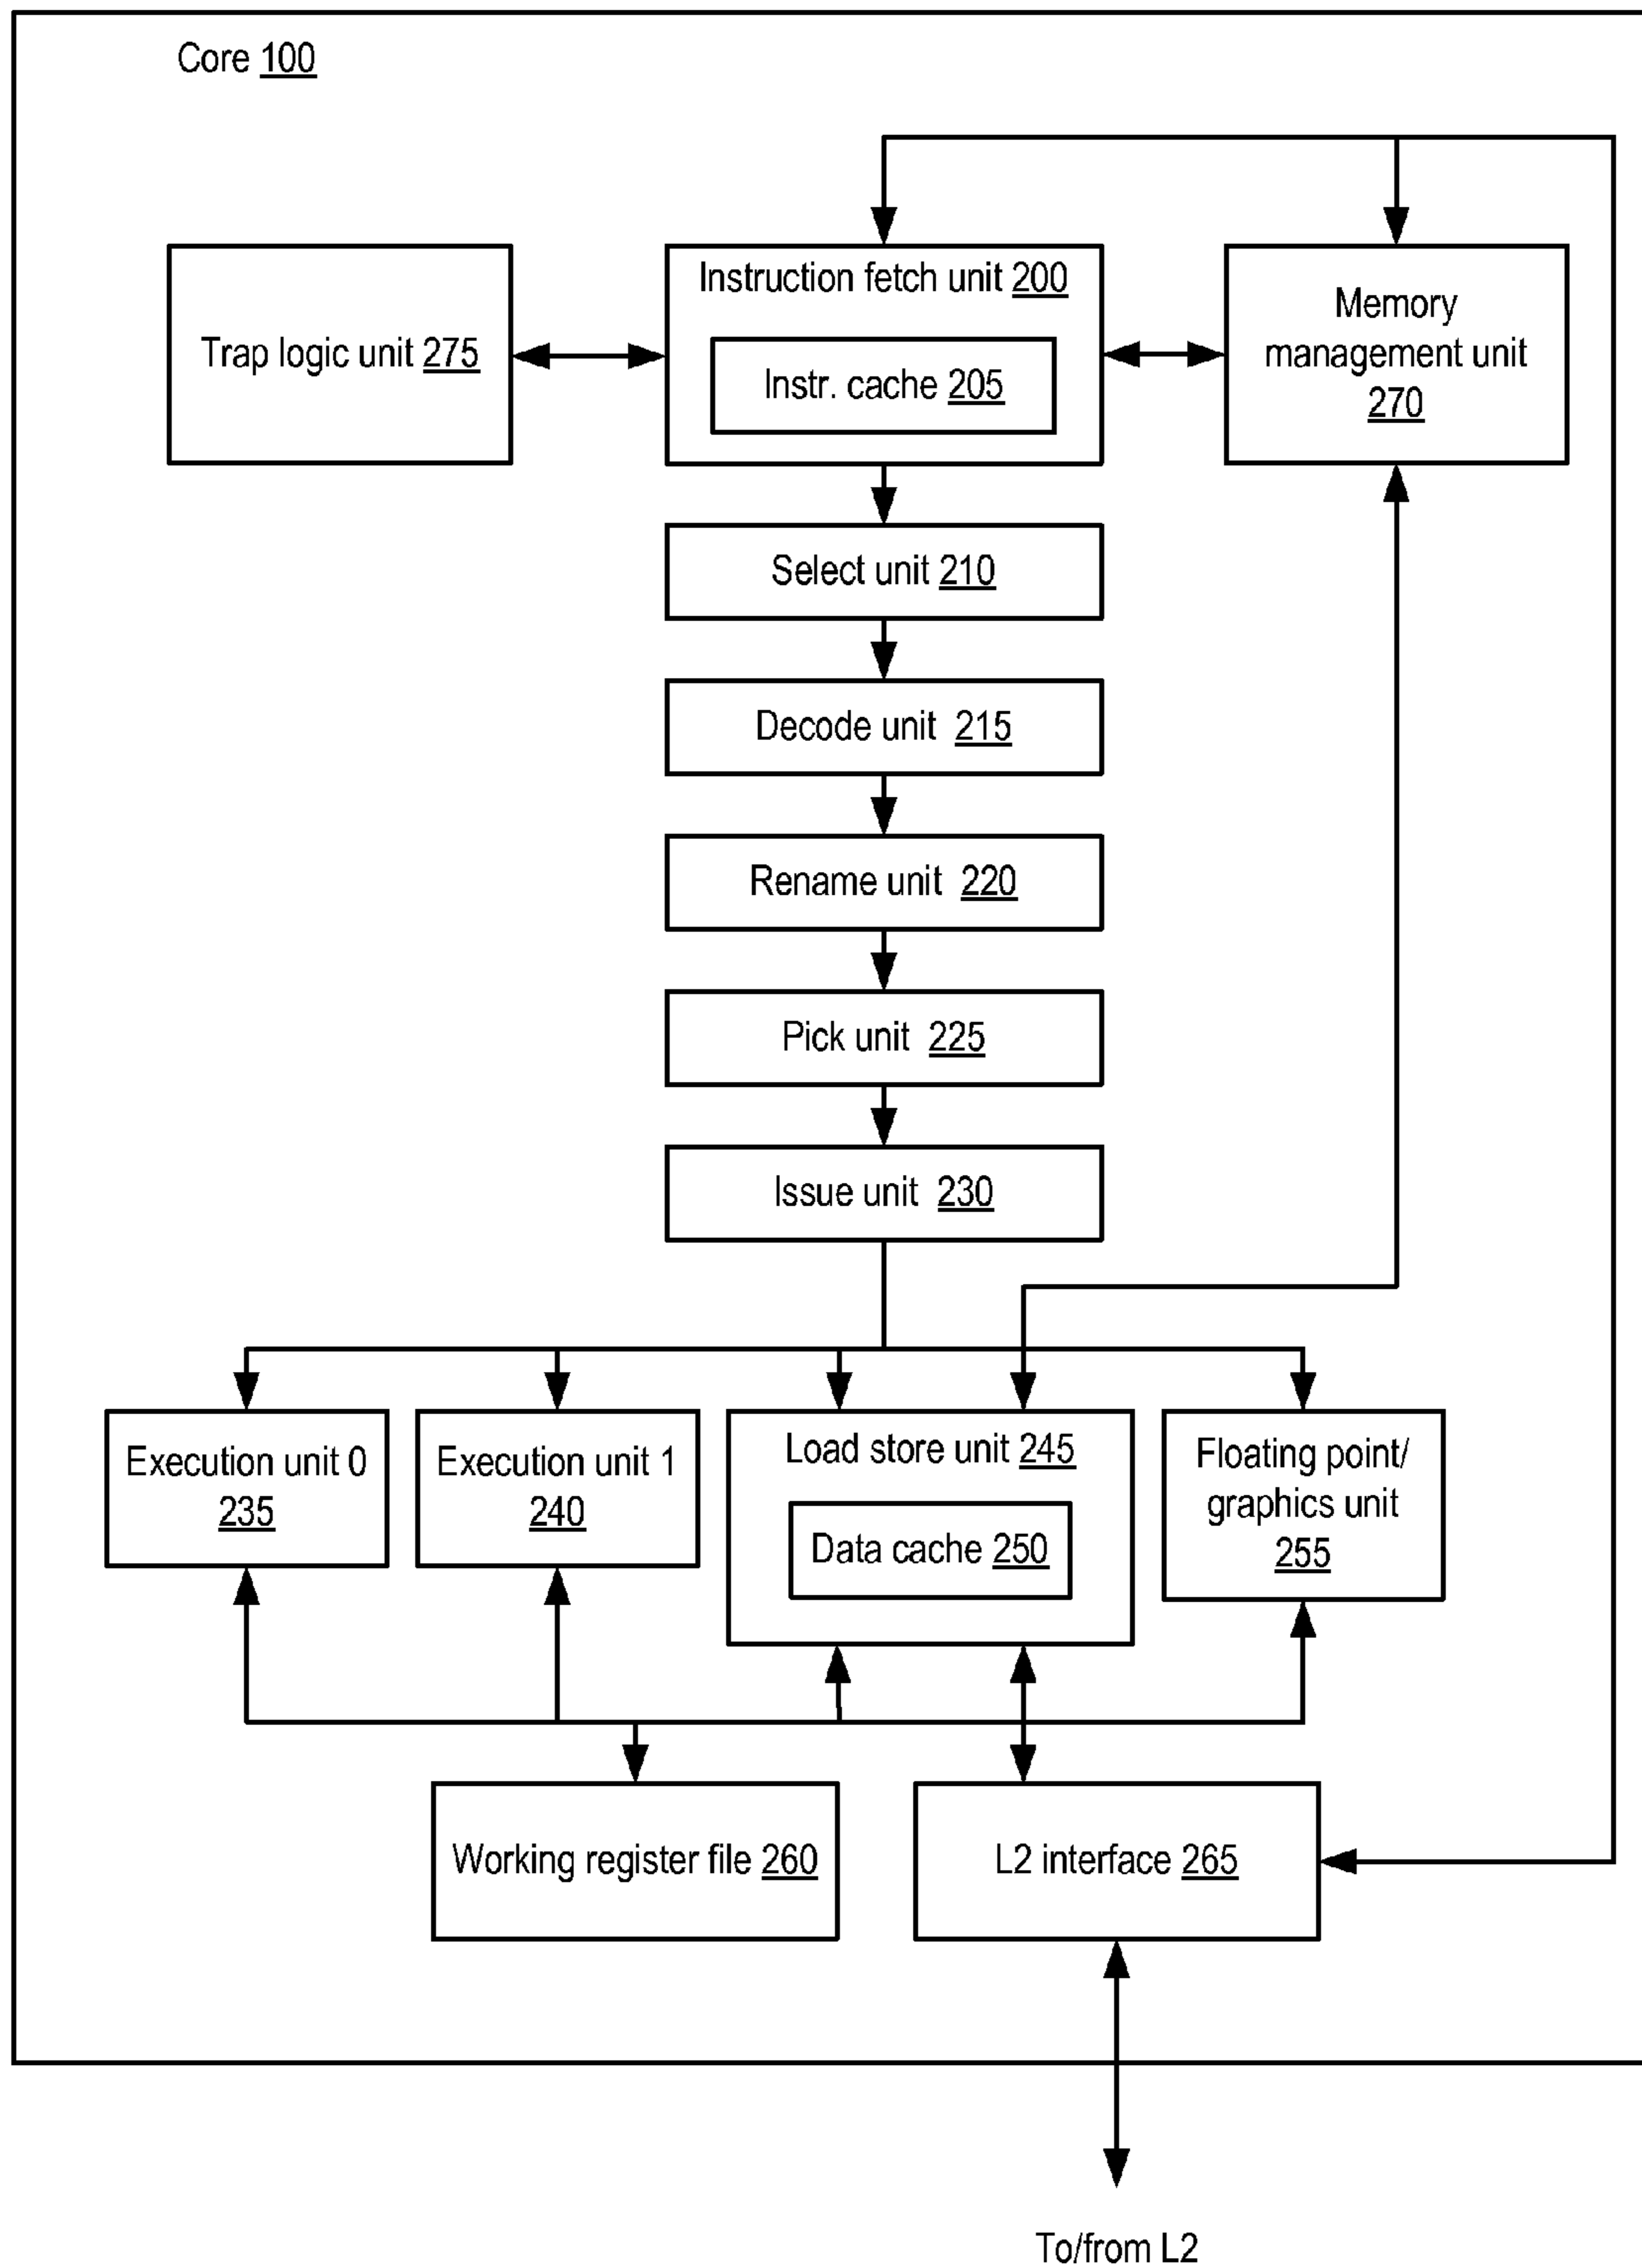 Core 100
Instruction fetch unit 200
Instr. cache 205
Trap logic unit 275
Memory
management unit
270
Select unit 210
Decode unit 215
Rename unit 220
Pick unit 225
Issue unit 230
Execution unit 0
235
Execution unit 1
240
Load store unit 245
Data cache 250
Floating point/
graphics unit
255
Working register file 260
L2 interface 265
To/from L2